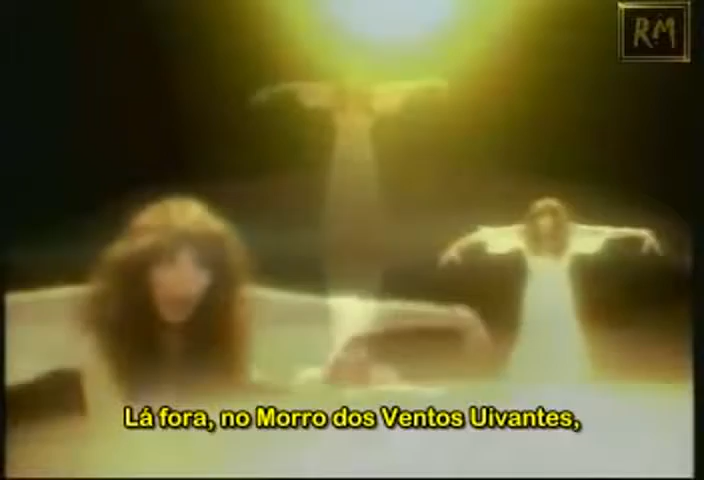 RM
Lá fora, no Morro dos Ventos Uivantes,